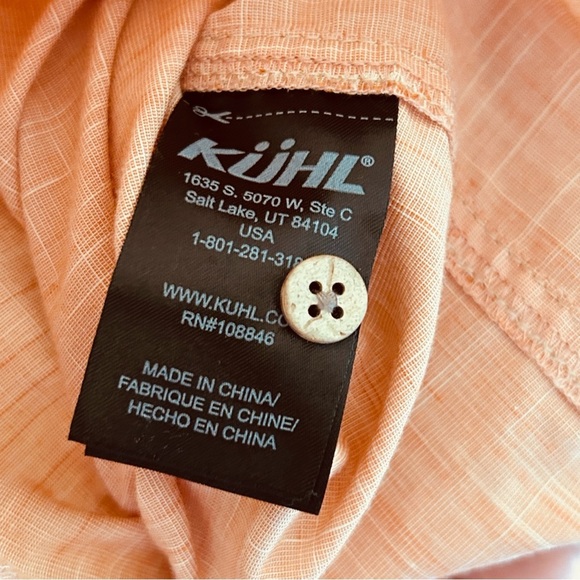 KÜHL®
1635 S. 5070 W, Ste C
Salt Lake, UT 84104
USA
1-801-281-31
WWW.KUHL.C
RN#108846
MADE IN CHINA/
FABRIQUE EN CHINE/
HECHO EN CHINA